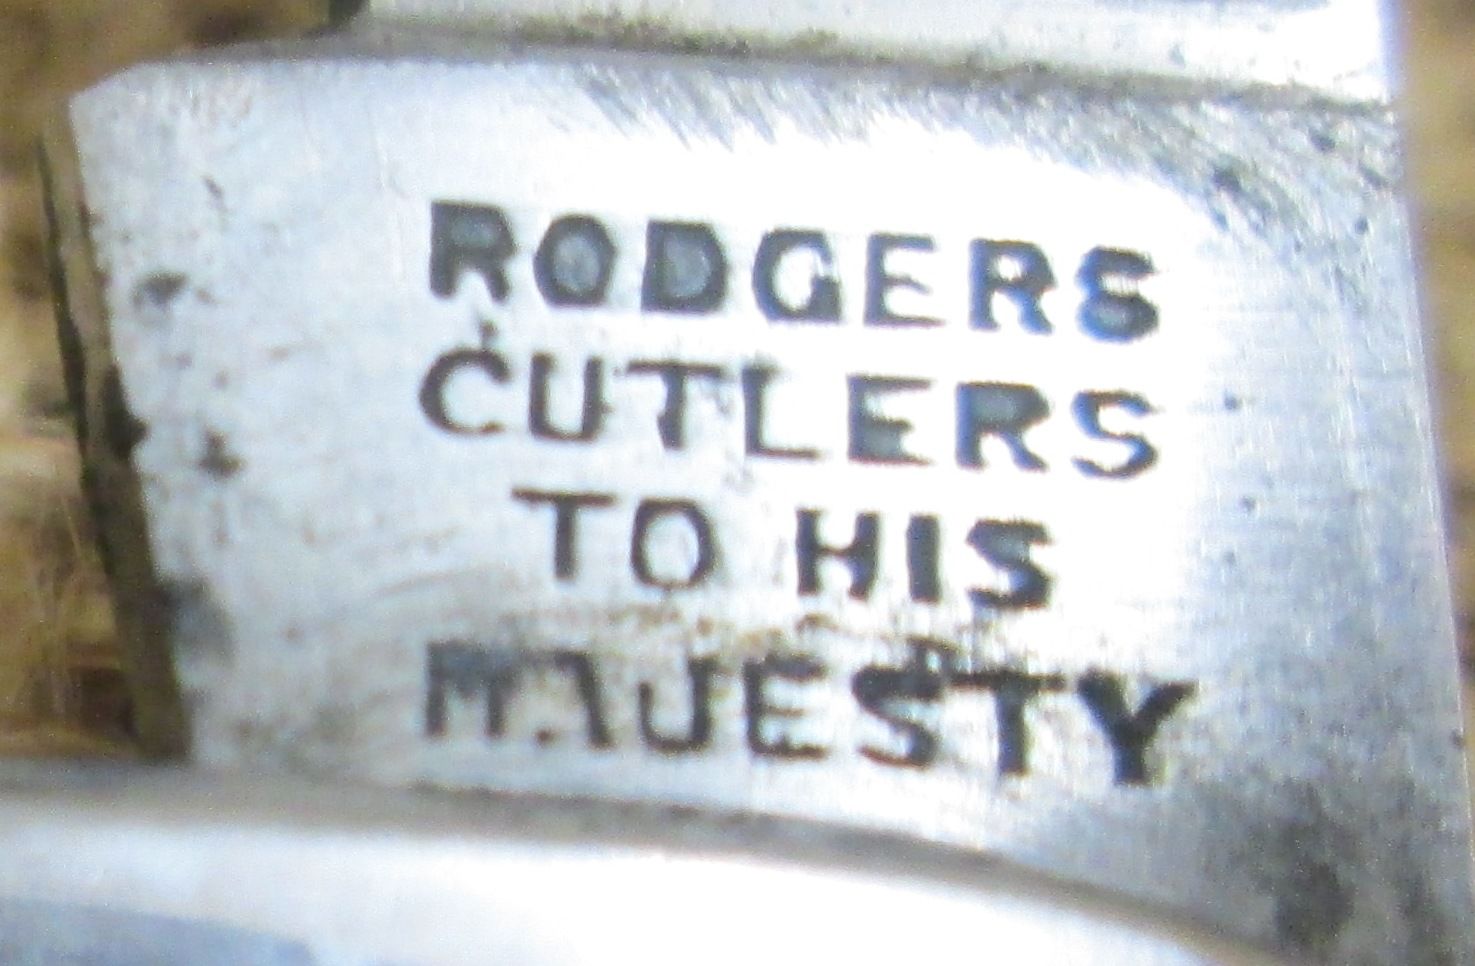 RODGERS
CUTLERS
TO HIS
MAJESTY